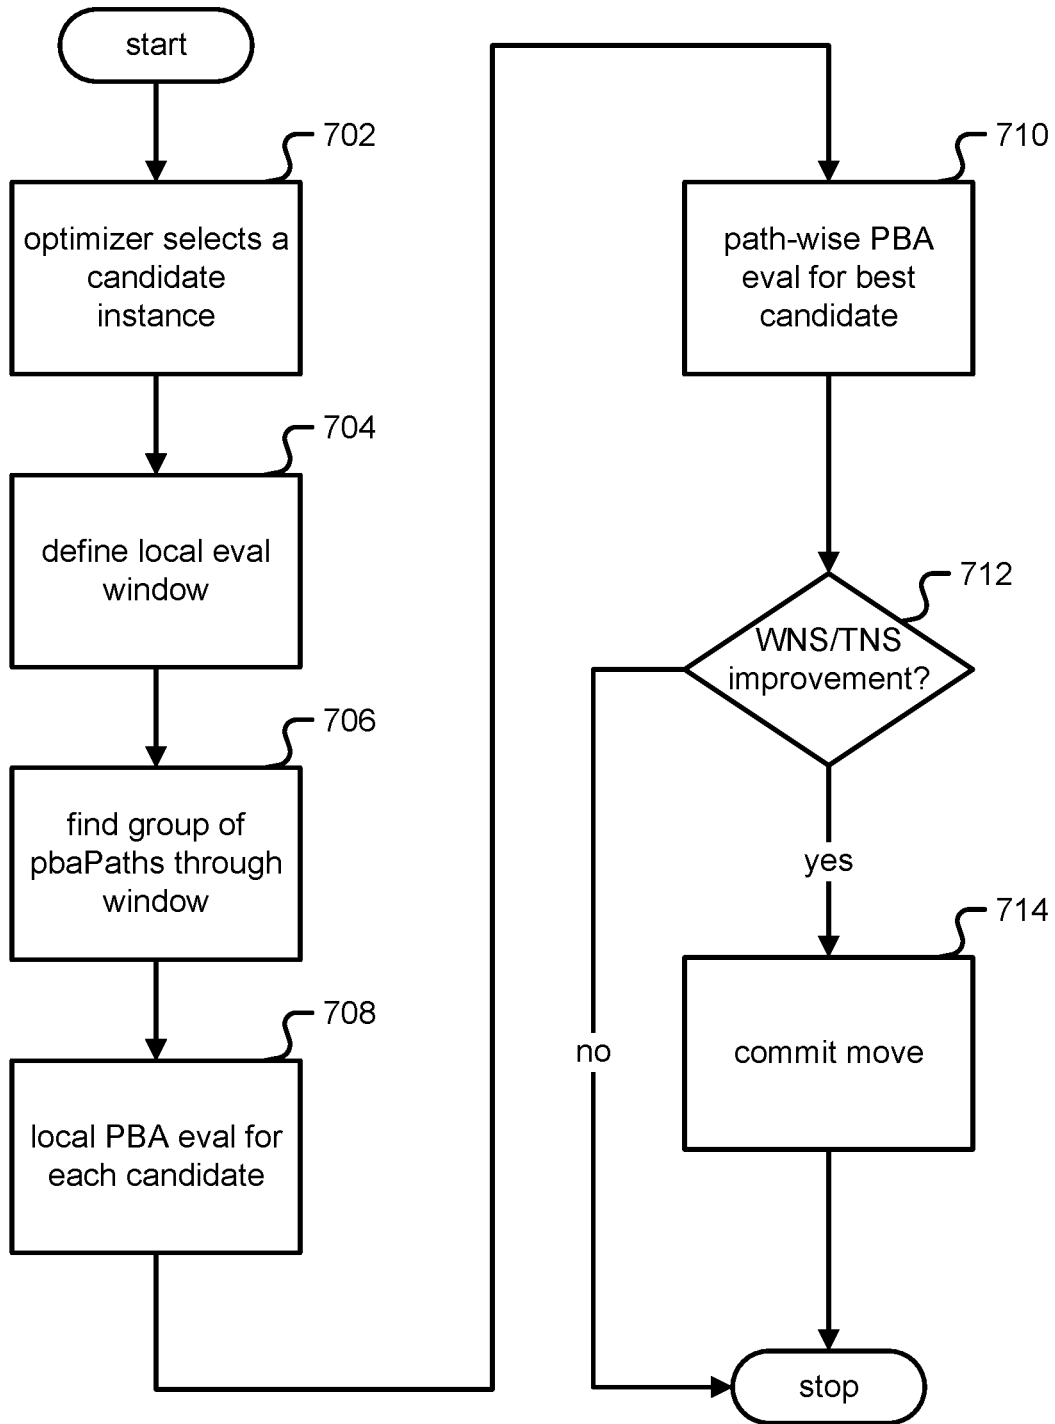 start
702
optimizer selects a
candidate
instance
704
define local eval
window
706
find group of
pbaPaths through
window
708
local PBA eval for
each candidate
710
path-wise PBA
eval for best
candidate
712
WNS/TNS
improvement?
yes
no
714
commit move
stop